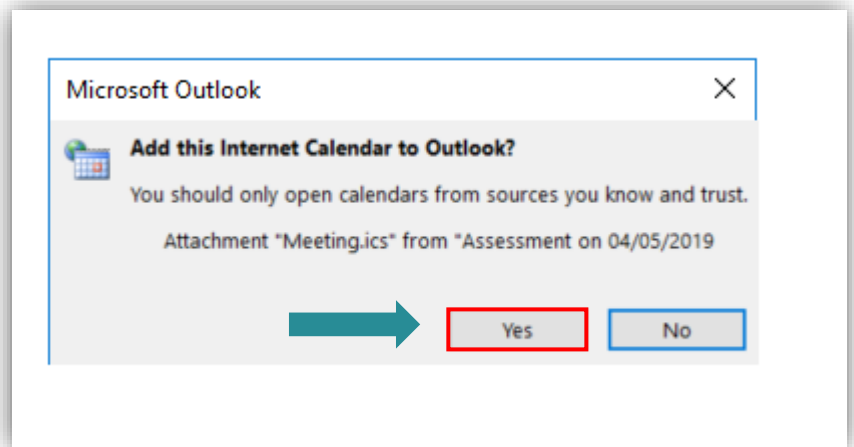 Microsoft Outlook
Add this Internet Calendar to Outlook?
You should only open calendars from sources you know and trust.
Attachment "Meeting.ics" from "Assessment on 04/05/2019
Yes No